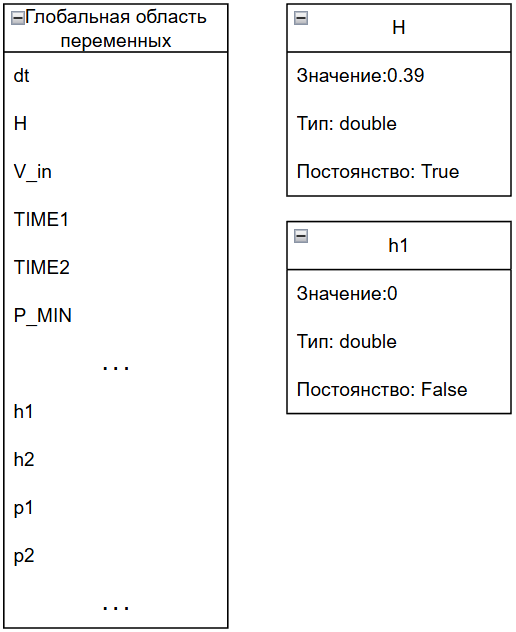 Глобальная область
переменных
dt
H
V_in
TIME1
TIME2
P_MIN
...
h1
h2
p1
p2
...
H
Значение:0.39
Тип: double
Постоянство: True
h1
Значение:0
Тип: double
Постоянство: False